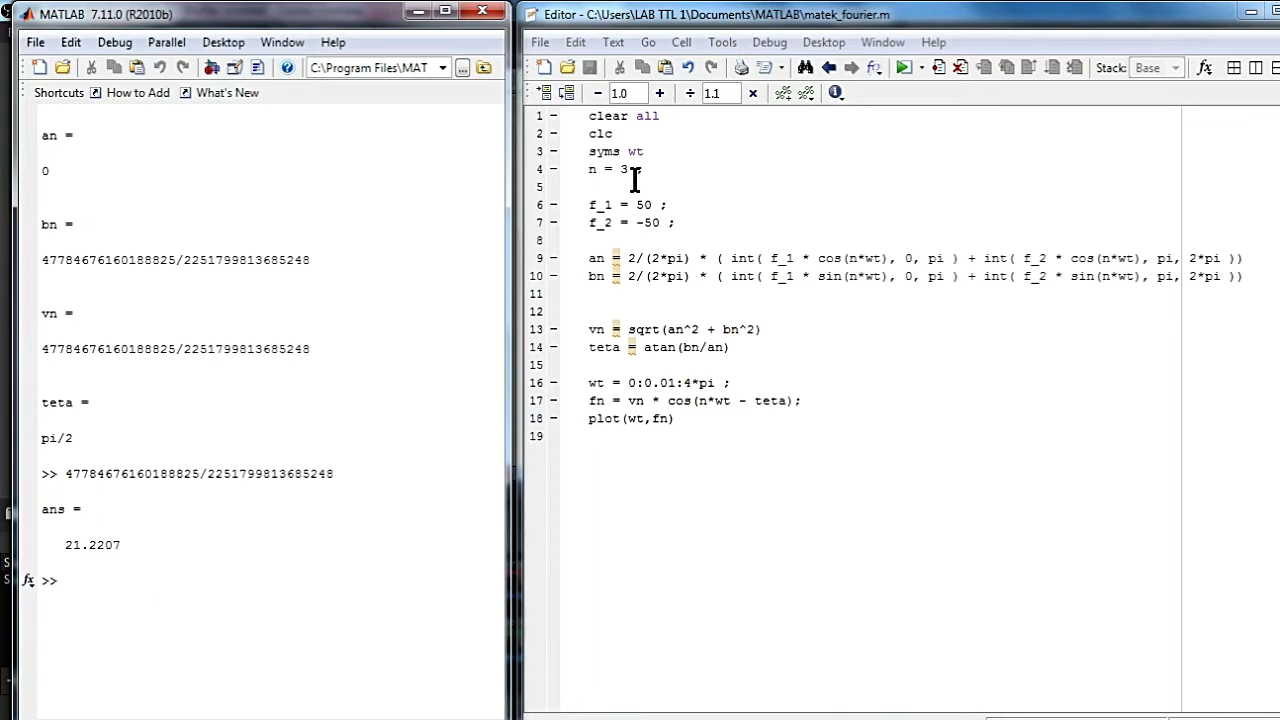 MATLAB 7.11.0 (R2010b)
File Edit Debug Parallel Desktop Window Help
C:\Program Files\MAT
Shortcuts How to Add What's New
an =
0
bn =
47784676160188825/2251799813685248
vn =
47784676160188825/2251799813685248
teta =
pi/2
>> 47784676160188825/2251799813685248
ans =
21.2207
fx >>
Editor - C:\Users\LAB TTL 1\Documents\MATLAB\matek_fourier.m
File Edit Text Go Cell Tools Debug Desktop Window Help
Stack: Base fx
− 1.0 + ÷ 1.1 ×
1 – clear all
2 – clc
3 – syms wt
4 – n = 3 ;
5
6 – f_1 = 50 ;
7 – f_2 = -50 ;
8
9 – an = 2/(2*pi) * ( int( f_1 * cos(n*wt), 0, pi ) + int( f_2 * cos(n*wt), pi, 2*pi ))
10 – bn = 2/(2*pi) * ( int( f_1 * sin(n*wt), 0, pi ) + int( f_2 * sin(n*wt), pi, 2*pi ))
11
12
13 – vn = sqrt(an^2 + bn^2)
14 – teta = atan(bn/an)
15
16 – wt = 0:0.01:4*pi ;
17 – fn = vn * cos(n*wt - teta);
18 – plot(wt,fn)
19